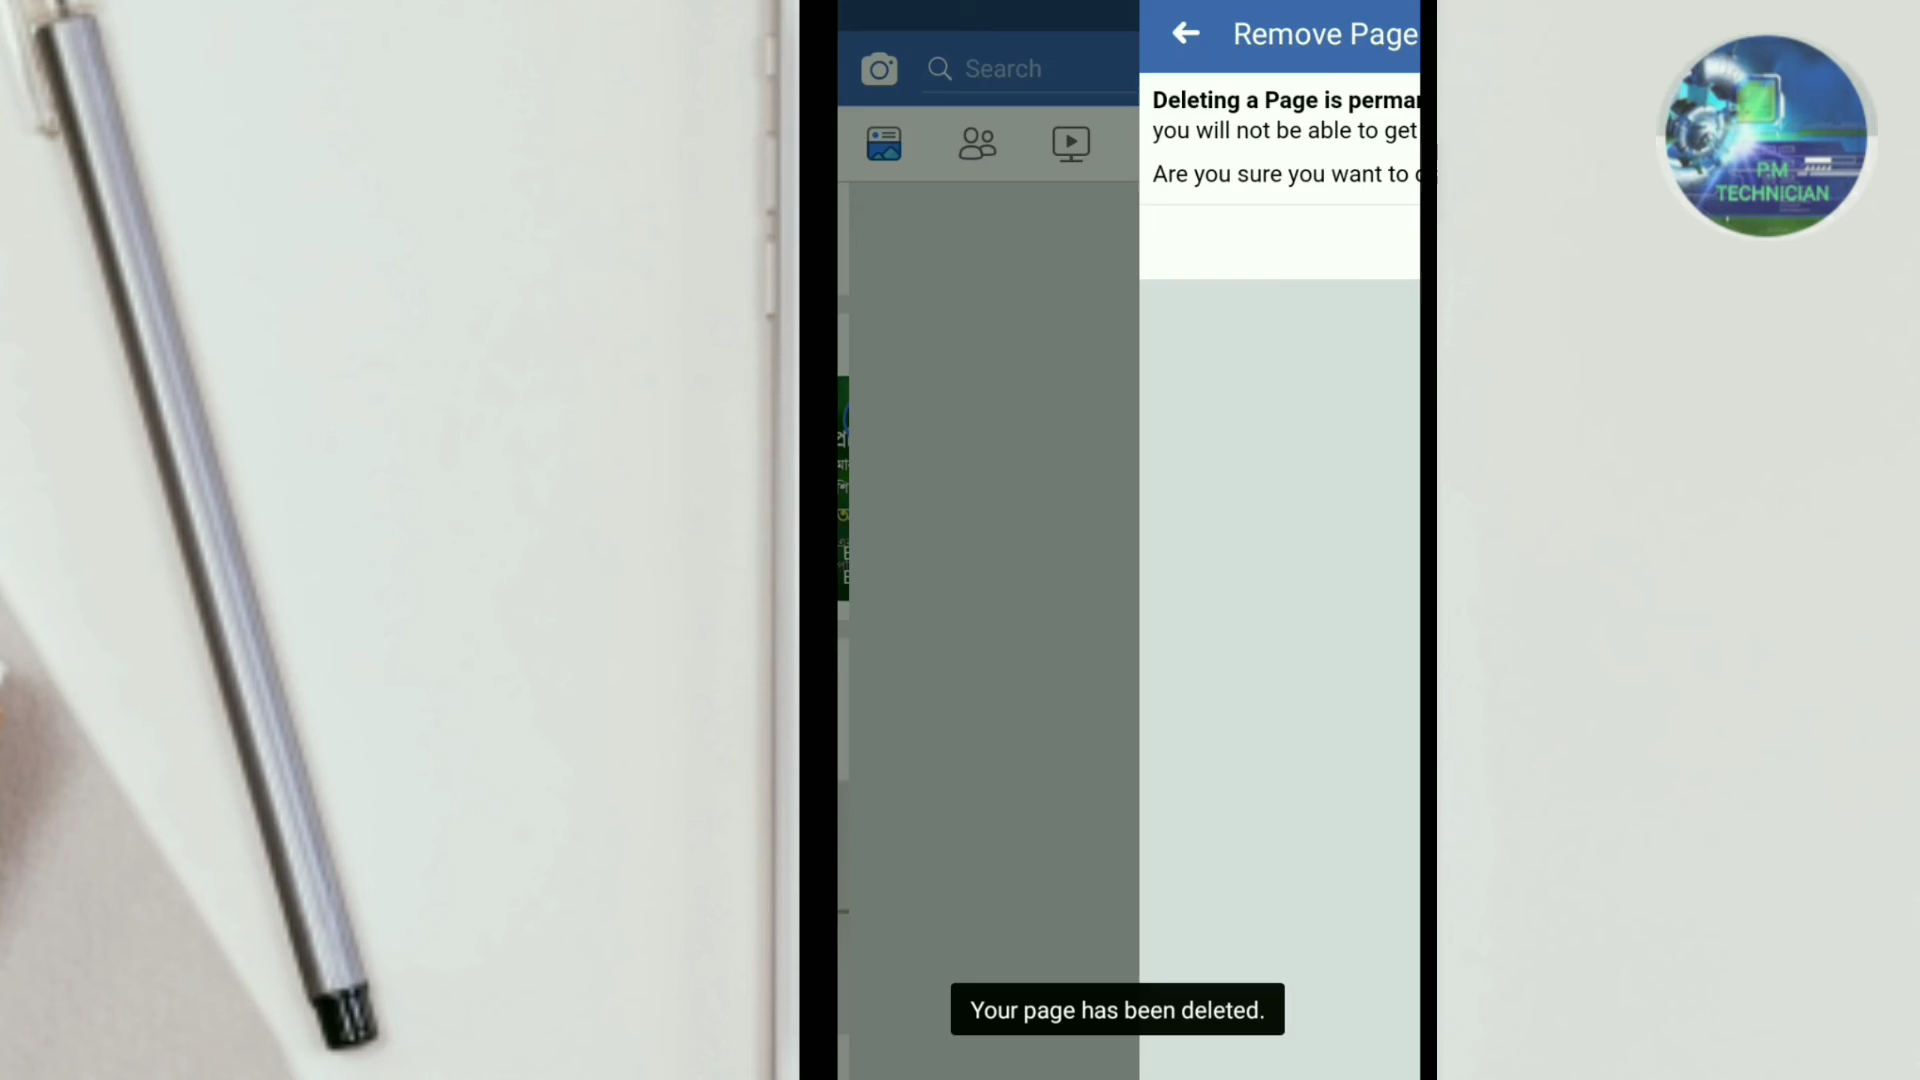 Search
Remove Page
Deleting a Page is perma
you will not be able to get
Are you sure you want to
Your page has been deleted.
P.M
TECHNICIAN